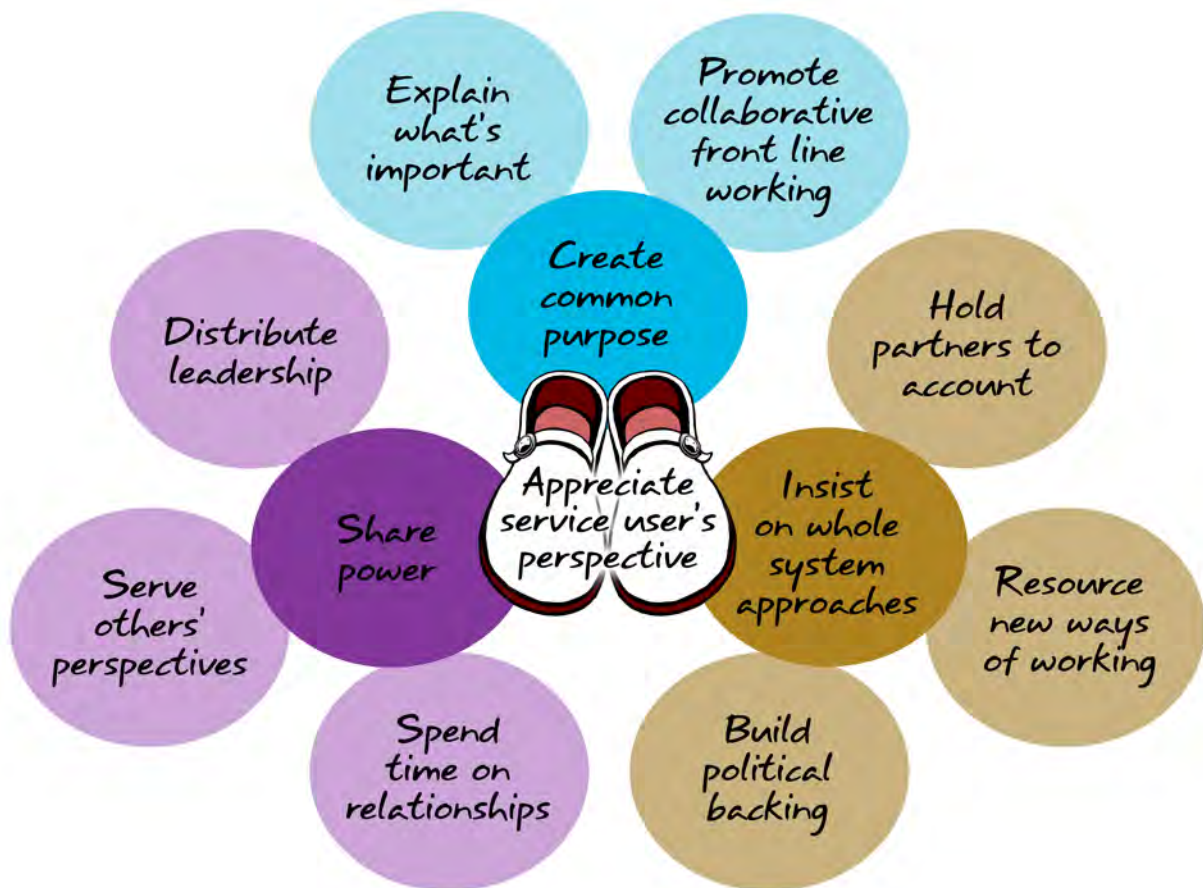 Explain
what's
important
Promote
collaborative
front line
working
Create
common
purpose
Distribute
leadership
Hold
partners to
account
Share
power
Appreciate
service user's
perspective
Insist
on whole
system
approaches
Serve
others'
perspectives
Resource
new ways
of working
Spend
time on
relationships
Build
political
backing